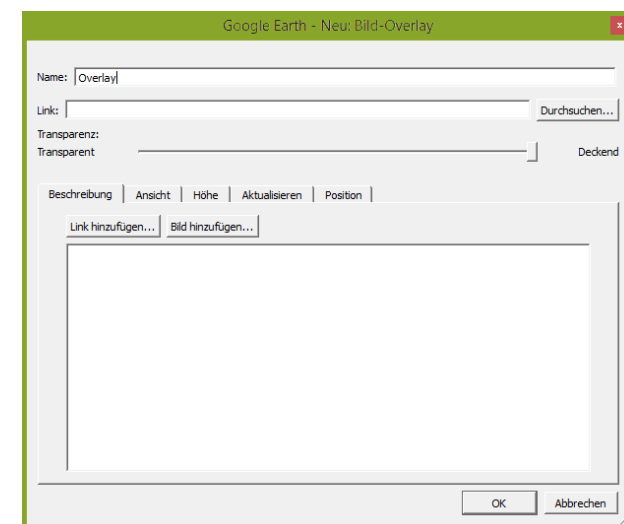 Google Earth - Neu: Bild-Overlay
x
Name: Overlay
Link: Durchsuchen...
Transparenz:
Transparent Deckend
Beschreibung Ansicht Höhe Aktualisieren Position
Link hinzufügen... Bild hinzufügen...
OK Abbrechen